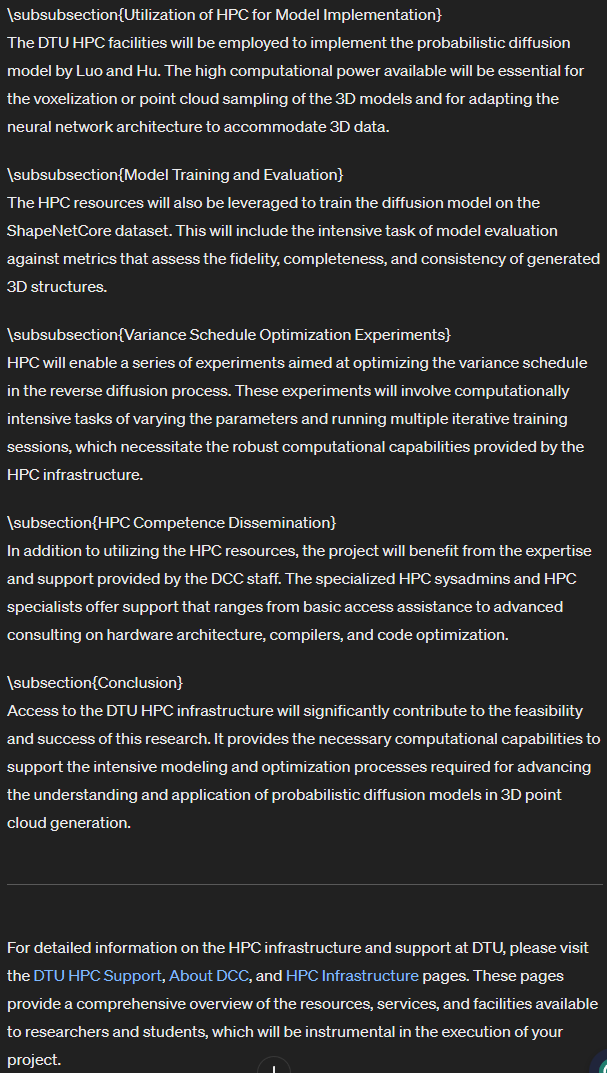 \subsubsection{Utilization of HPC for Model Implementation}
The DTU HPC facilities will be employed to implement the probabilistic diffusion
model by Luo and Hu. The high computational power available will be essential for
the voxelization or point cloud sampling of the 3D models and for adapting the
neural network architecture to accommodate 3D data.
\subsubsection{Model Training and Evaluation}
The HPC resources will also be leveraged to train the diffusion model on the
ShapeNetCore dataset. This will include the intensive task of model evaluation
against metrics that assess the fidelity, completeness, and consistency of generated
3D structures.
\subsubsection{Variance Schedule Optimization Experiments}
HPC will enable a series of experiments aimed at optimizing the variance schedule
in the reverse diffusion process. These experiments will involve computationally
intensive tasks of varying the parameters and running multiple iterative training
sessions, which necessitate the robust computational capabilities provided by the
HPC infrastructure.
\subsection{HPC Competence Dissemination}
In addition to utilizing the HPC resources, the project will benefit from the expertise
and support provided by the DCC staff. The specialized HPC sysadmins and HPC
specialists offer support that ranges from basic access assistance to advanced
consulting on hardware architecture, compilers, and code optimization.
\subsection{Conclusion}
Access to the DTU HPC infrastructure will significantly contribute to the feasibility
and success of this research. It provides the necessary computational capabilities to
support the intensive modeling and optimization processes required for advancing
the understanding and application of probabilistic diffusion models in 3D point
cloud generation.
For detailed information on the HPC infrastructure and support at DTU, please visit
the DTU HPC Support, About DCC, and HPC Infrastructure pages. These pages
provide a comprehensive overview of the resources, services, and facilities available
to researchers and students, which will be instrumental in the execution of your
project.